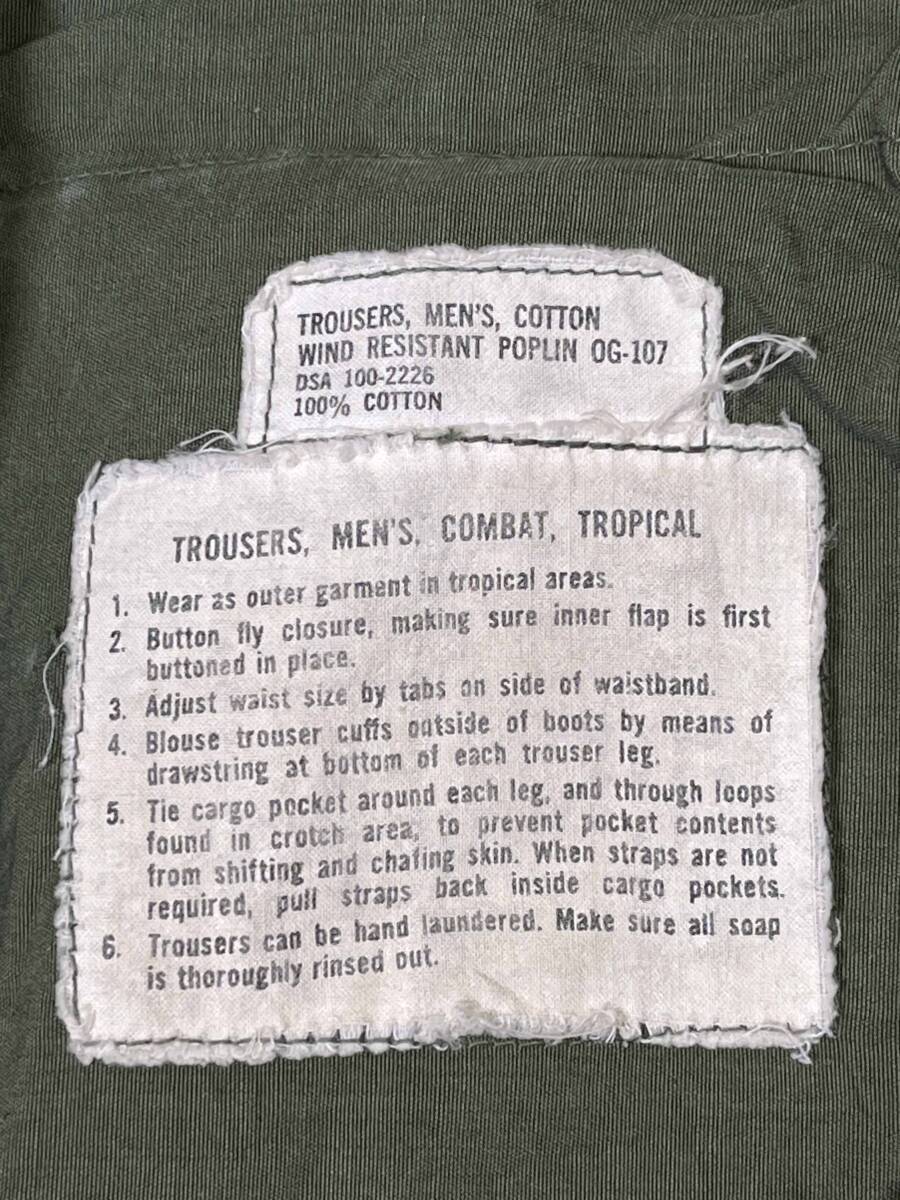 TROUSERS, MEN'S, COTTON
WIND RESISTANT POPLIN OG-107
DSA 100-2226
100% COTTON
TROUSERS, MEN'S, COMBAT, TROPICAL
1. Wear as outer garment in tropical areas.
2. Button fly closure, making sure inner flap is first
buttoned in place.
3. Adjust waist size by tabs on side of waistband.
4. Blouse trouser cuffs outside of boots by means of
drawstring at bottom of each trouser leg.
5. Tie cargo pocket around each leg, and through loops
found in crotch area, to prevent pocket contents
from shifting and chafing skin. When straps are not
required, pull straps back inside cargo pockets.
6. Trousers can be hand laundered. Make sure all soap
is thoroughly rinsed out.